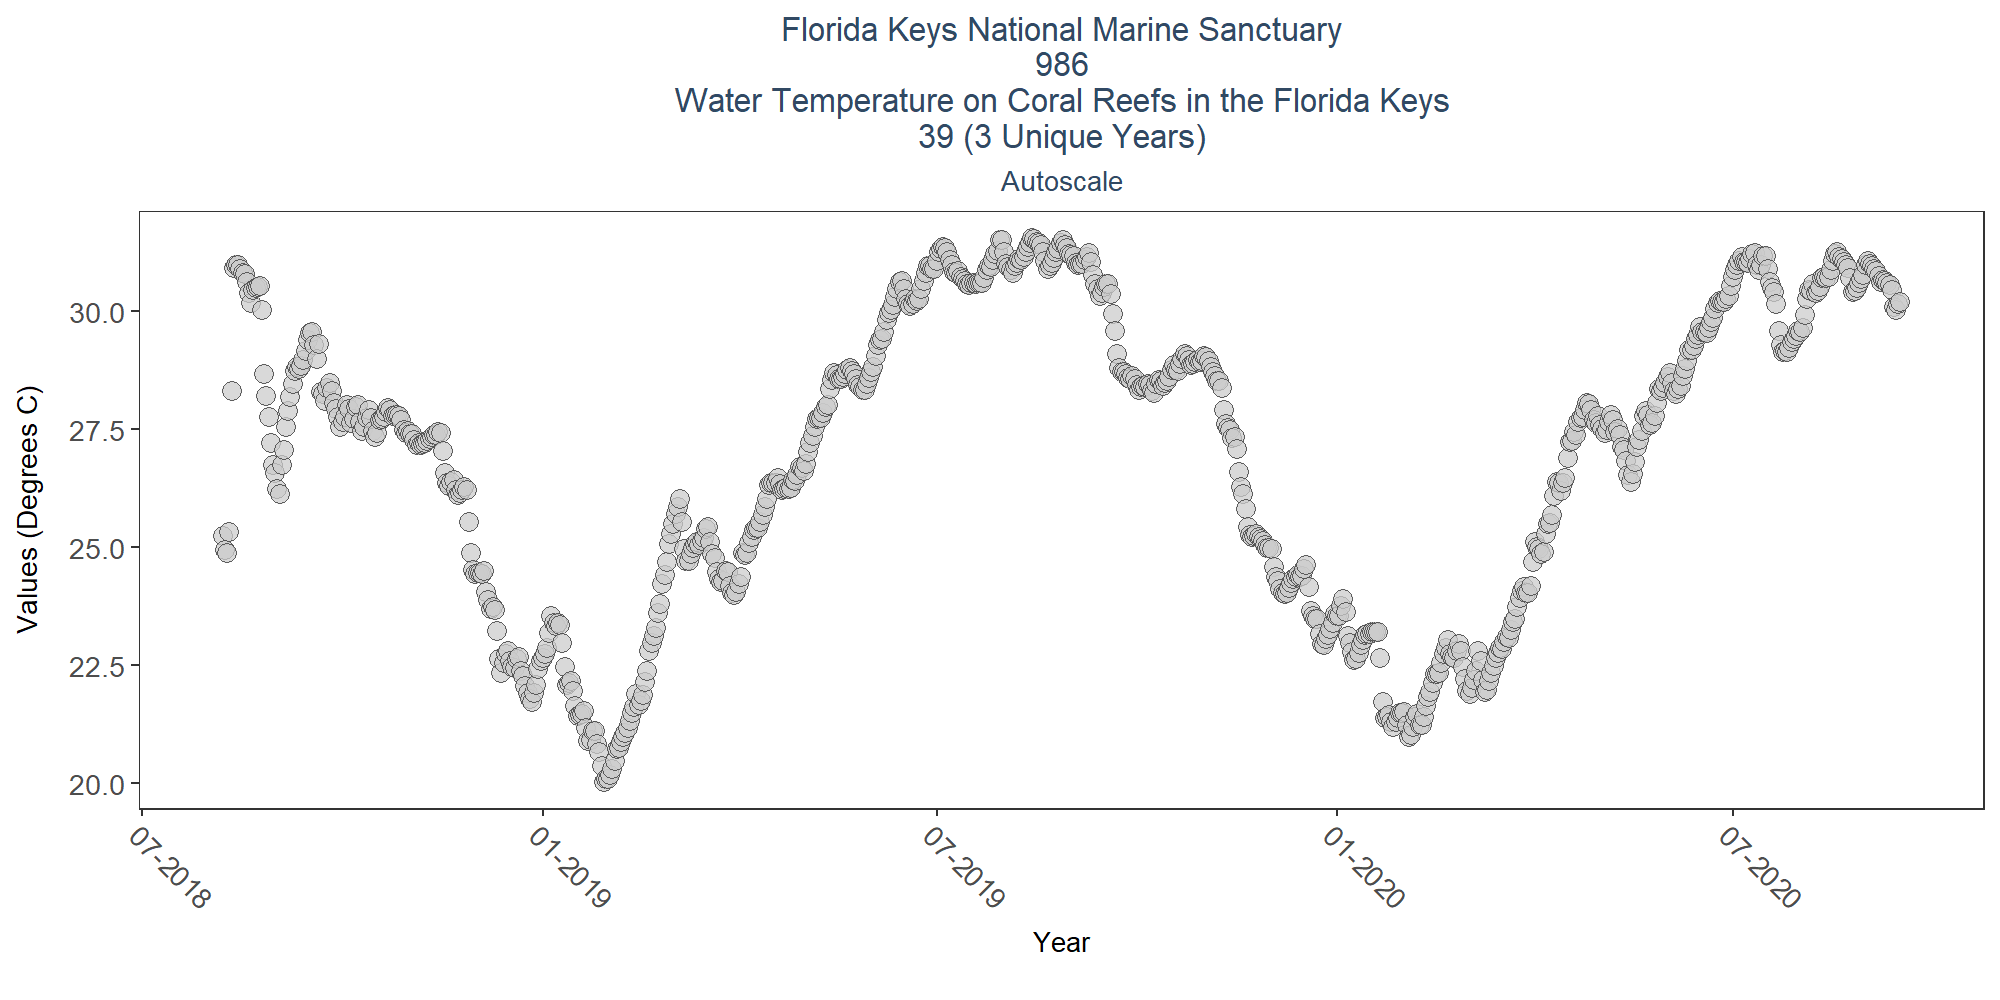 Florida Keys National Marine Sanctuary
986
Water Temperature on Coral Reefs in the Florida Keys
39 (3 Unique Years)
Autoscale
Values (Degrees C)
30.0
27.5
25.0
22.5
20.0
07-2018
01-2019
07-2019
01-2020
07-2020
Year